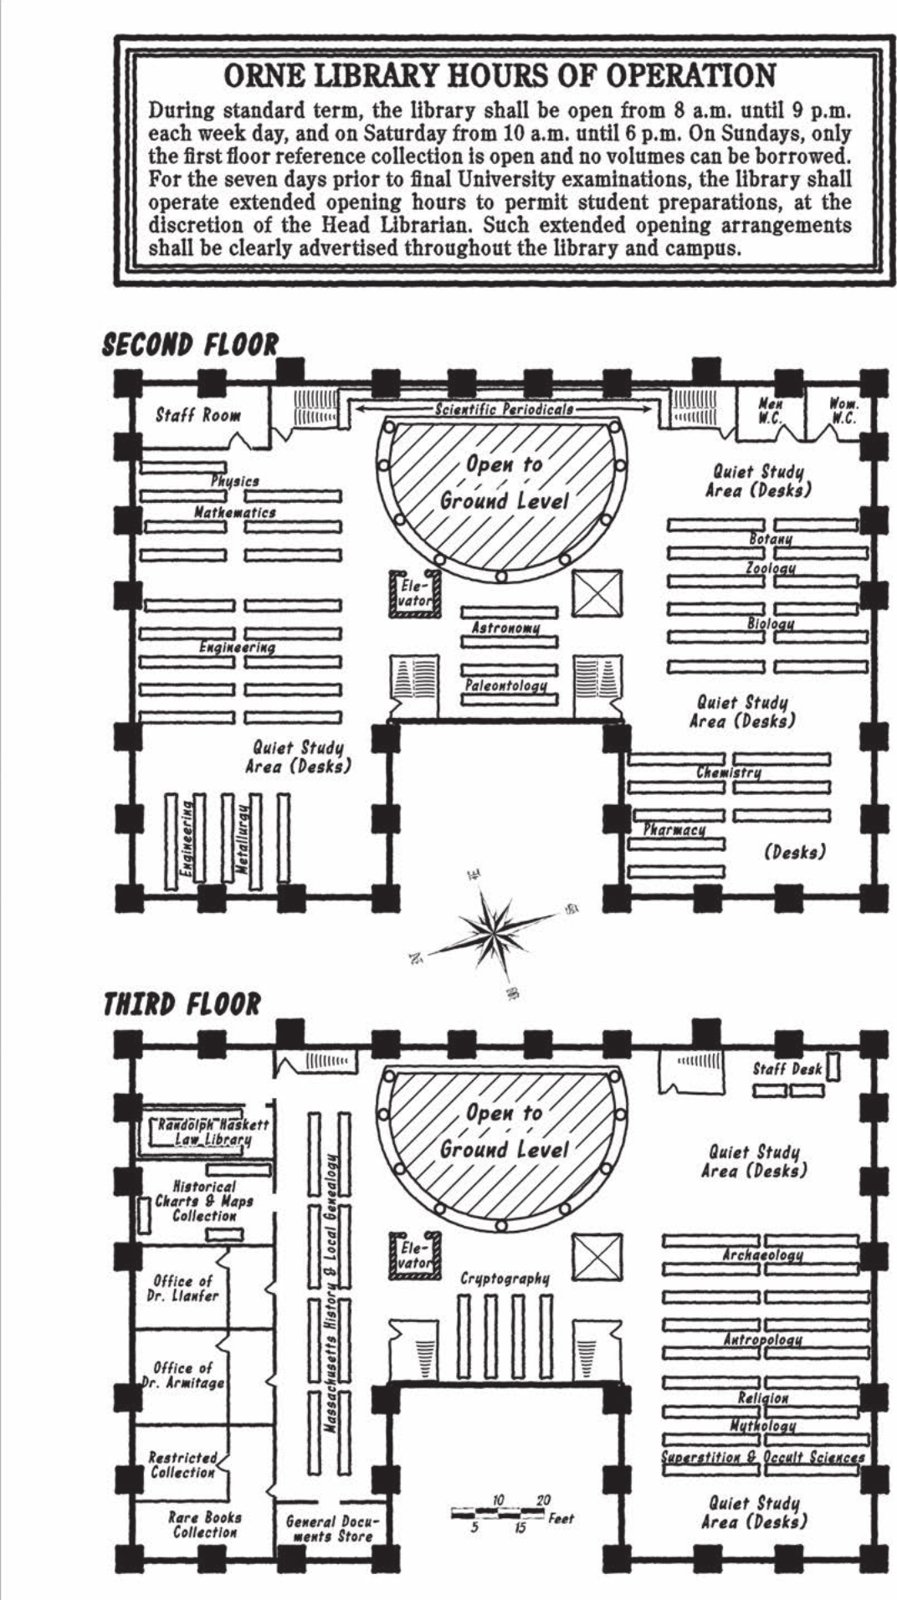 ORNE LIBRARY HOURS OF OPERATION
During standard term, the library shall be open from 8 a.m. until 9 p.m.
each week day, and on Saturday from 10 a.m. until 6 p.m. On Sundays, only
the first floor reference collection is open and no volumes can be borrowed.
For the seven days prior to final University examinations, the library shall
operate extended opening hours to permit student preparations, at the
discretion of the Head Librarian. Such extended opening arrangements
shall be clearly advertised throughout the library and campus.
SECOND FLOOR
Staff Room
Scientific Periodicals
Men
W.C.
Wom.
W.C.
Open to
Ground Level
Quiet Study
Area (Desks)
Physics
Mathematics
Botany
Zoology
Biology
Ele-
vator
Astronomy
Paleontology
Engineering
Quiet Study
Area (Desks)
Quiet Study
Area (Desks)
Chemistry
Pharmacy
(Desks)
Engineering
Metallurgy
THIRD FLOOR
Staff Desk
Open to
Ground Level
Randolph Haskett
Law Library
Quiet Study
Area (Desks)
Historical
Charts & Maps
Collection
Massachusetts History & Local Genealogy
Ele-
vator
Cryptography
Archaeology
Office of
Dr. Llanfer
Antropology
Office of
Dr. Armitage
Religion
Mythology
Superstition & Occult Sciences
Restricted
Collection
Rare Books
Collection
General Docu-
ments Store
10 20
5 15 Feet
Quiet Study
Area (Desks)